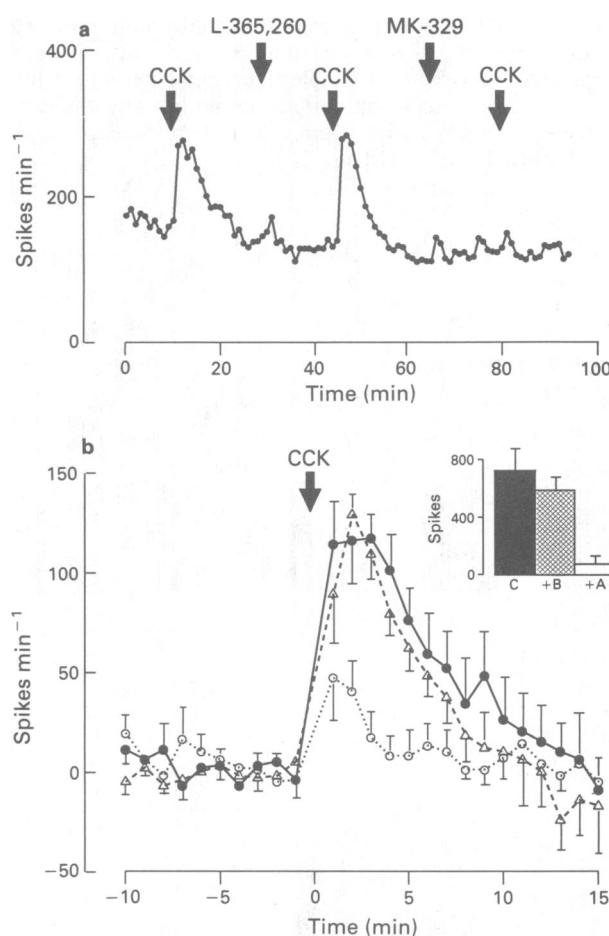 a
L-365,260 MK-329
400
CCK CCK CCK
200
0
Spikes min⁻¹
0 20 40 60 80 100
Time (min)
b
CCK
150
100
50
0
−50
Spikes min⁻¹
−10 −5 0 5 10 15
Time (min)
800
400
0
Spikes
C +B +A